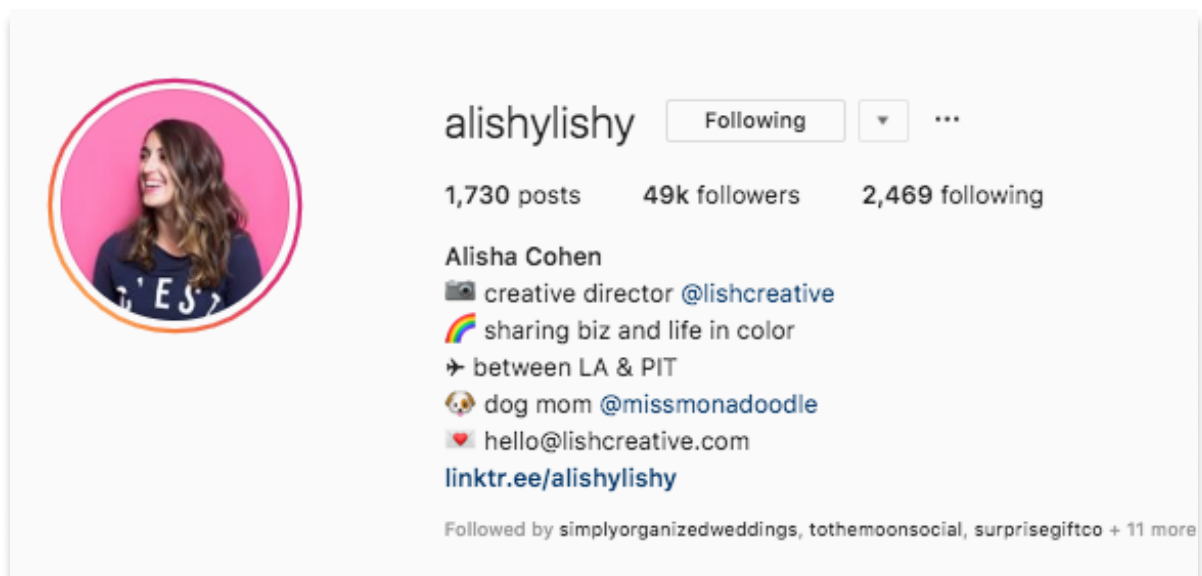 alishylishy Following
1,730 posts 49k followers 2,469 following
Alisha Cohen
📷 creative director @lishcreative
🌈 sharing biz and life in color
✈ between LA & PIT
🐶 dog mom @missmonadoodle
💌 hello@lishcreative.com
linktr.ee/alishylishy
Followed by simplyorganizedweddings, tothemoonsocial, surprisegiftco + 11 more
C'EST